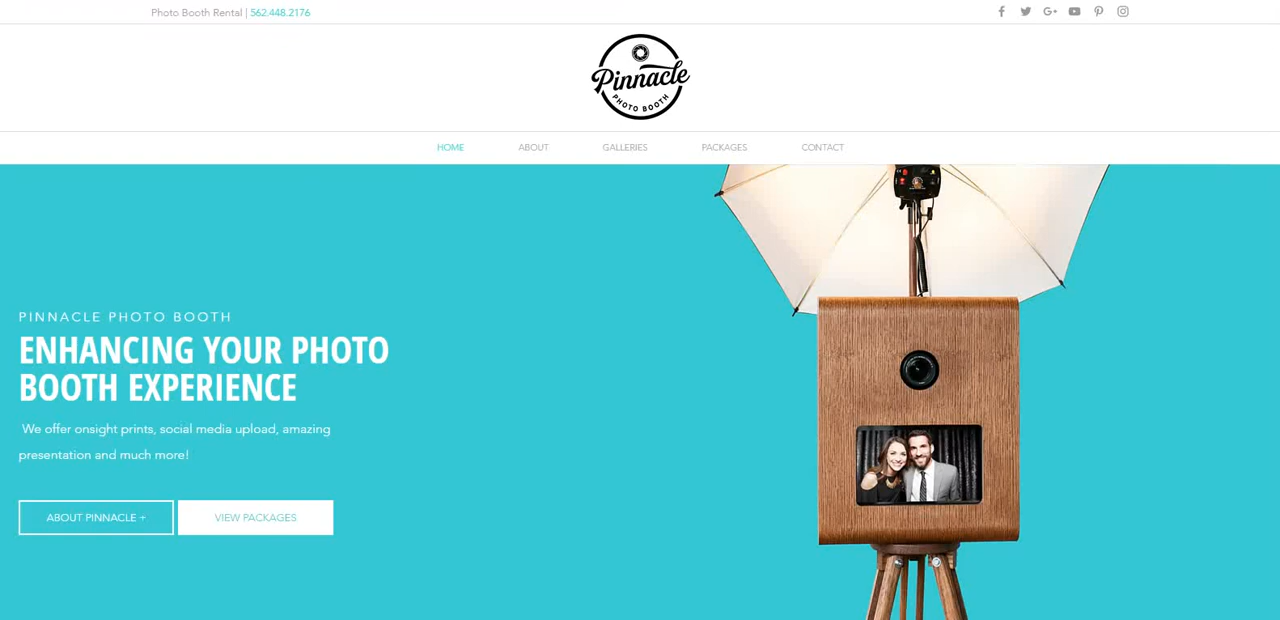 Photo Booth Rental | 562.448.2176
Pinnacle
PHOTO BOOTH
HOME ABOUT GALLERIES PACKAGES CONTACT
PINNACLE PHOTO BOOTH
ENHANCING YOUR PHOTO
BOOTH EXPERIENCE
We offer onsight prints, social media upload, amazing
presentation and much more!
ABOUT PINNACLE + VIEW PACKAGES